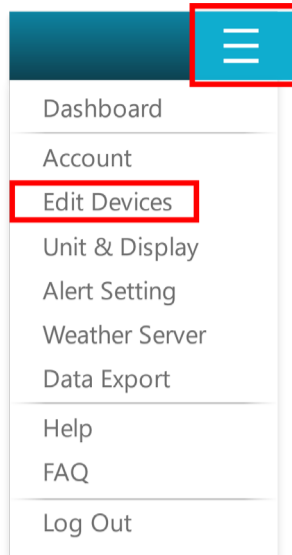 Dashboard
Account
Edit Devices
Unit & Display
Alert Setting
Weather Server
Data Export
Help
FAQ
Log Out